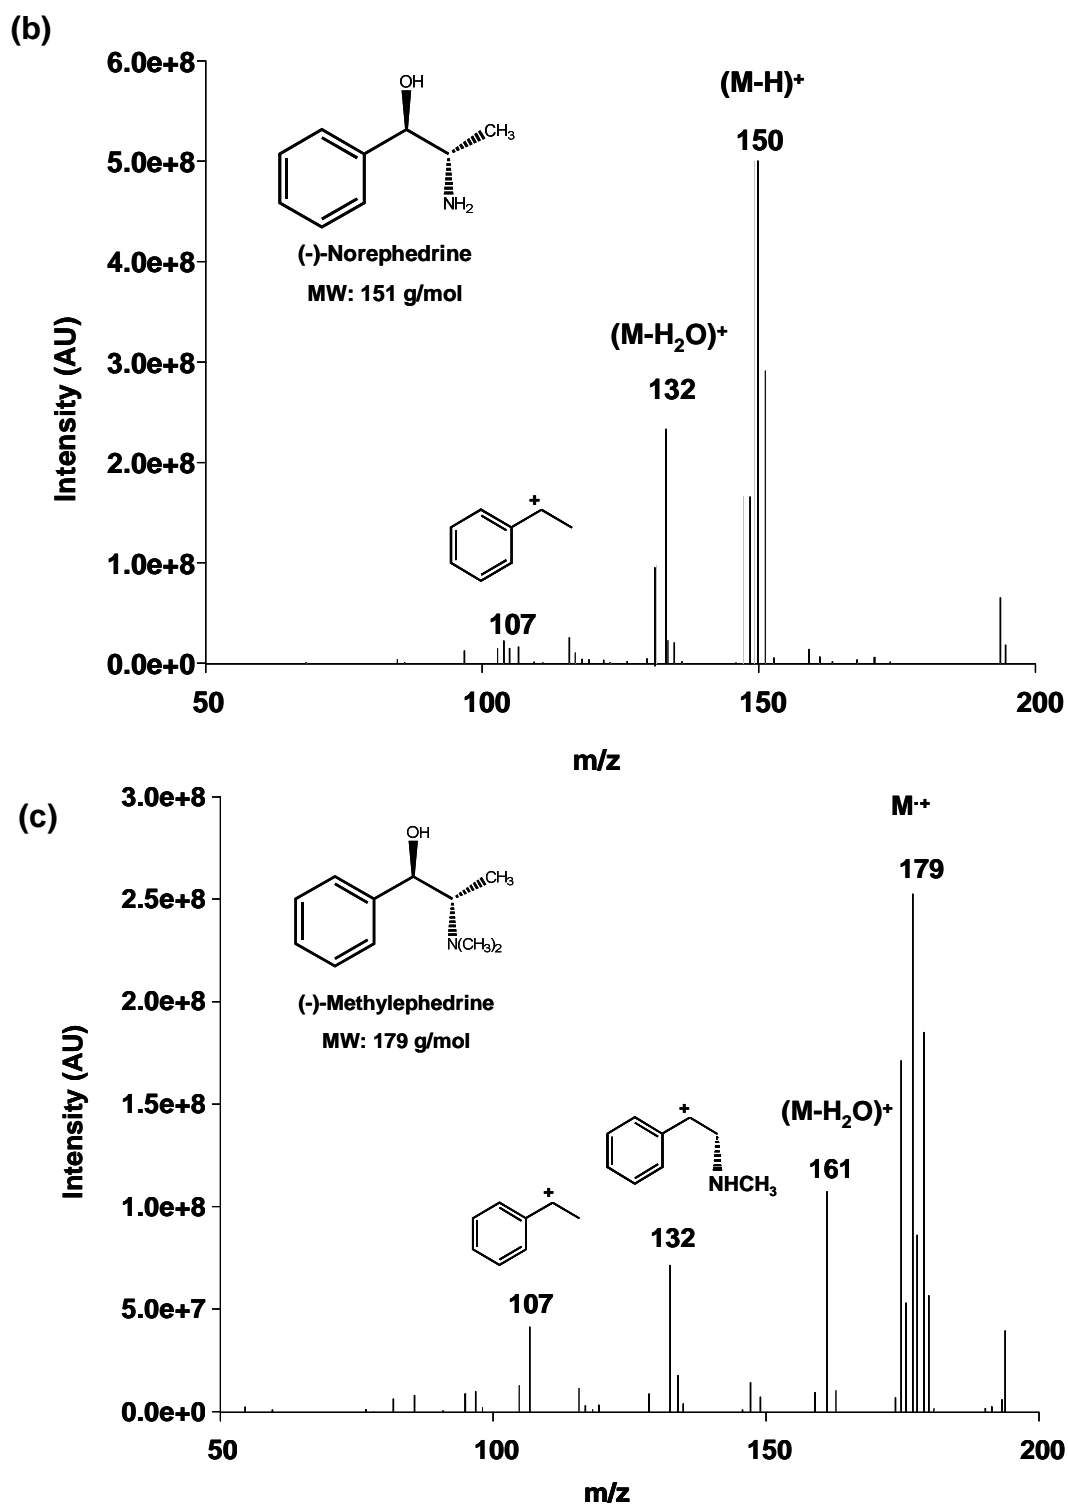 (b)
6.0e+8
5.0e+8
4.0e+8
3.0e+8
2.0e+8
1.0e+8
0.0e+0
Intensity (AU)
OH
CH3
NH2
(-)-Norephedrine
MW: 151 g/mol
(M-H)+
150
(M-H2O)+
132
+
107
50
100
150
200
m/z
(c)
3.0e+8
2.5e+8
2.0e+8
1.5e+8
1.0e+8
5.0e+7
0.0e+0
Intensity (AU)
OH
CH3
N(CH3)2
(-)-Methylephedrine
MW: 179 g/mol
M·+
179
(M-H2O)+
161
+
NHCH3
132
+
107
50
100
150
200
m/z